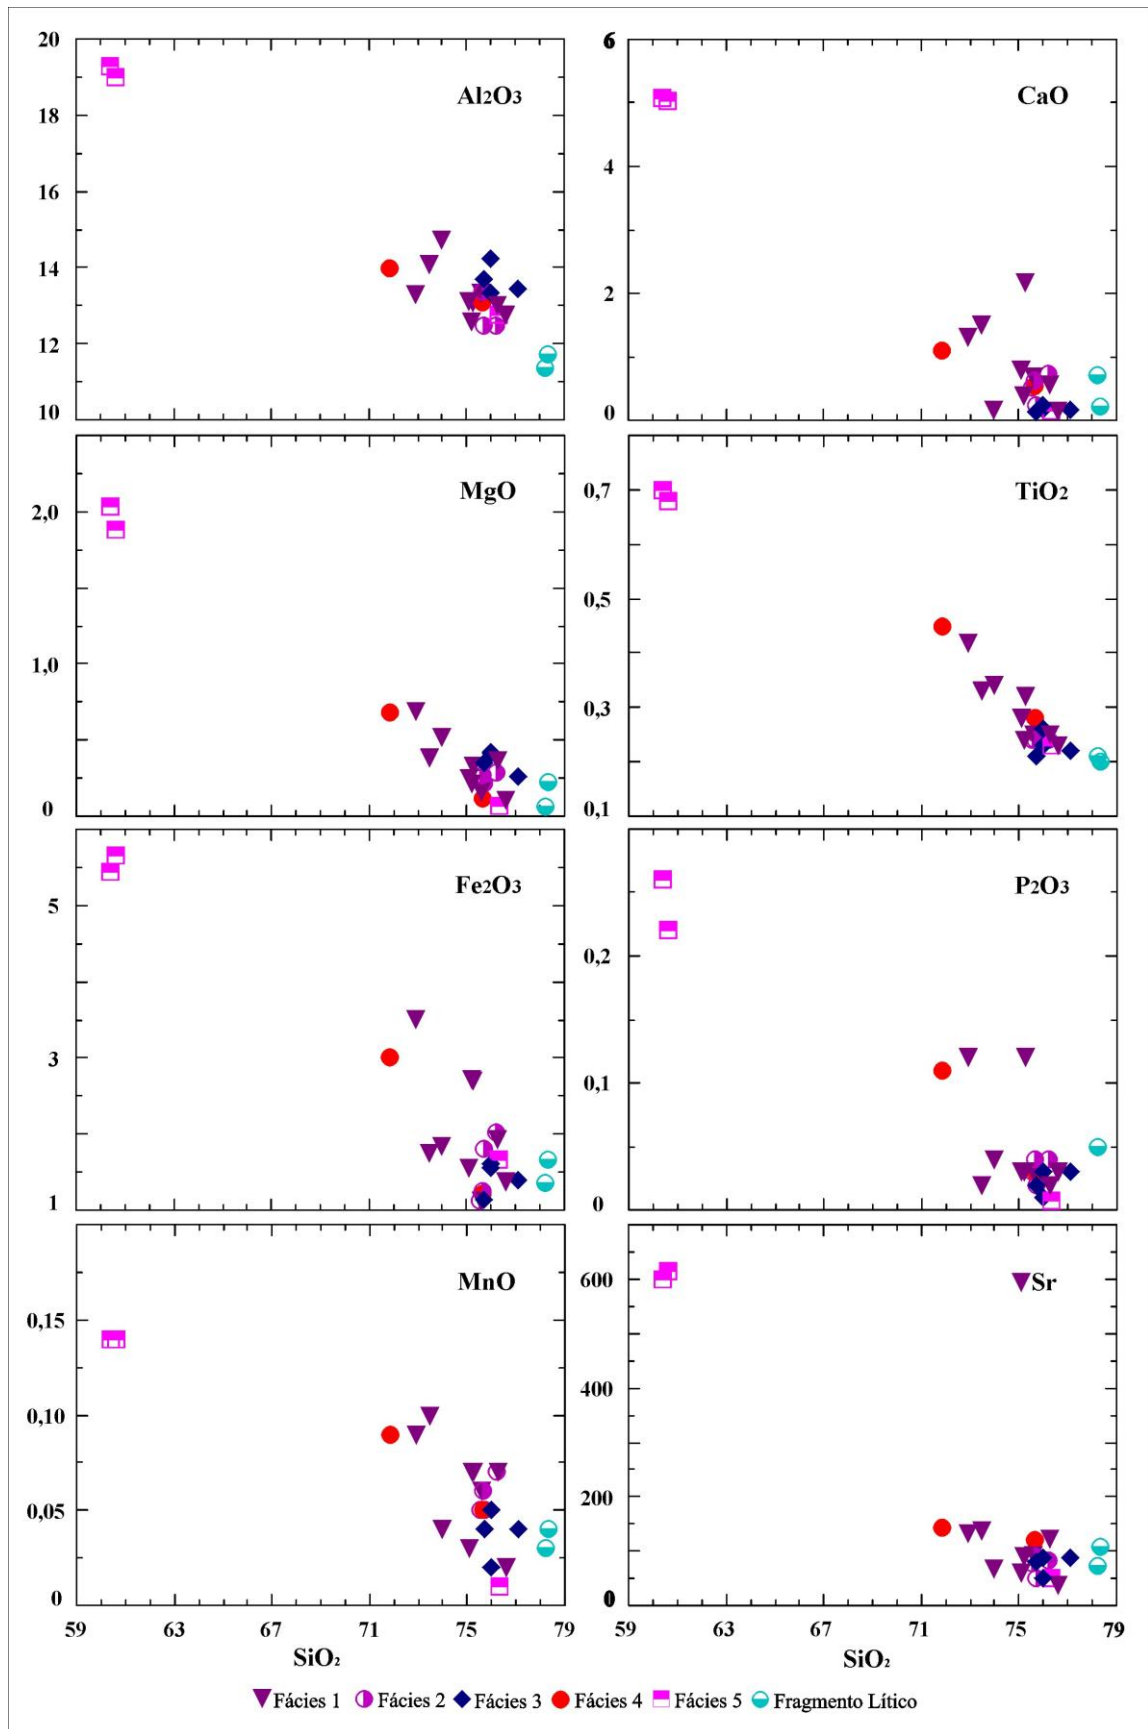 20
18
16
14
12
10
Al₂O₃
6
4
2
0
CaO
2,0
1,0
0
MgO
0,7
0,5
0,3
0,1
TiO₂
5
3
1
Fe₂O₃
0,2
0,1
0
P₂O₃
0,15
0,10
0,05
0
MnO
600
400
200
0
Sr
59 63 67 71 75 79
59 63 67 71 75 79
SiO₂
SiO₂
Fácies 1 Fácies 2 Fácies 3 Fácies 4 Fácies 5 Fragmento Lítico